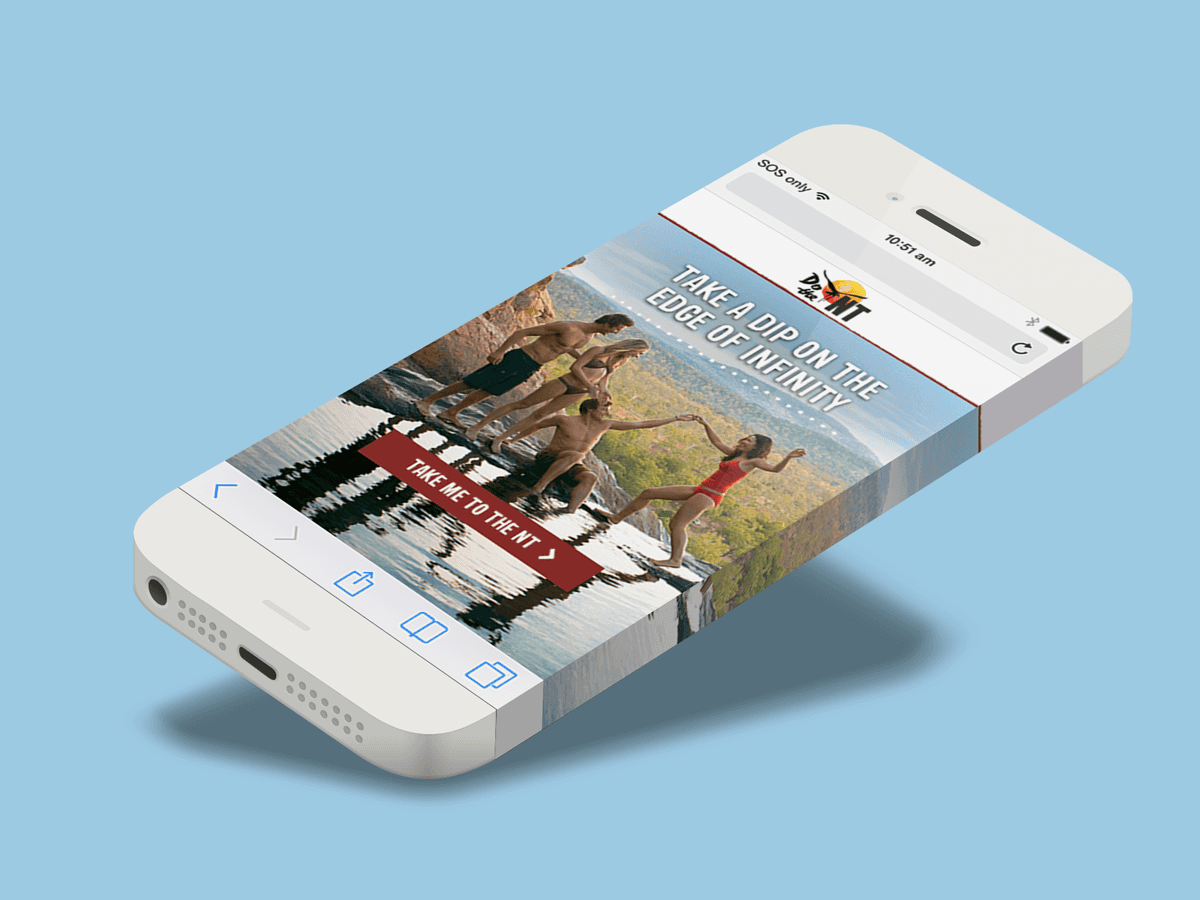 SOS only
10:51 am
Do
the NT
TAKE A DIP ON THE
EDGE OF INFINITY
TAKE ME TO THE NT